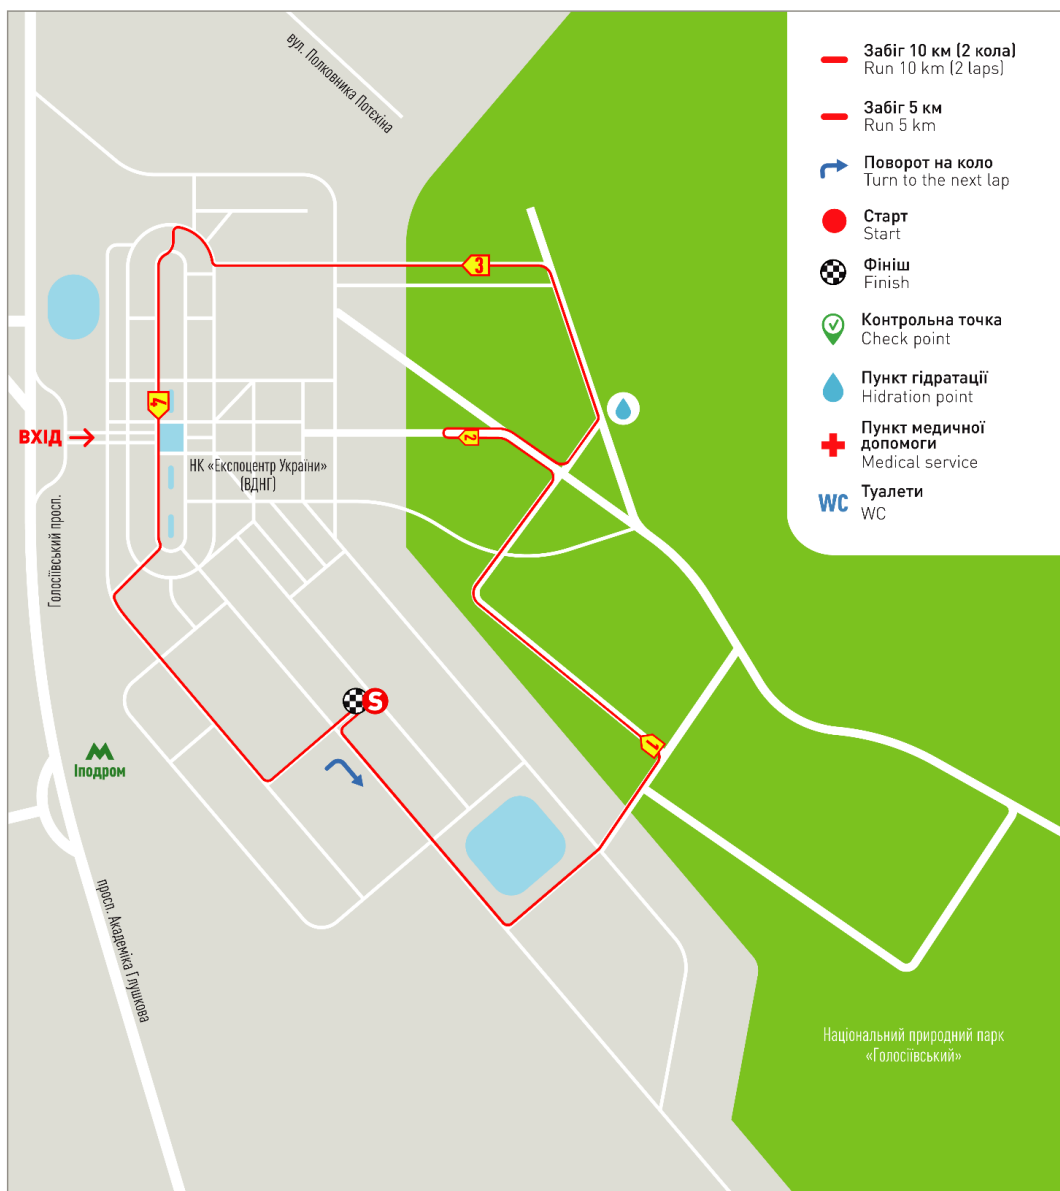 вул. Полковника Потєхіна
Забіг 10 км (2 кола)
Run 10 km (2 laps)
Забіг 5 км
Run 5 km
Поворот на коло
Turn to the next lap
Старт
Start
Фініш
Finish
Контрольна точка
Check point
Пункт гідратації
Hidration point
Пункт медичної
допомоги
Medical service
WC
Туалети
WC
3
4
2
ВХІД
НК «Експоцентр України»
(ВДНГ)
Голосіївський просп.
S
1
Іподром
просп. Академіка Глушкова
Національний природний парк
«Голосіївський»